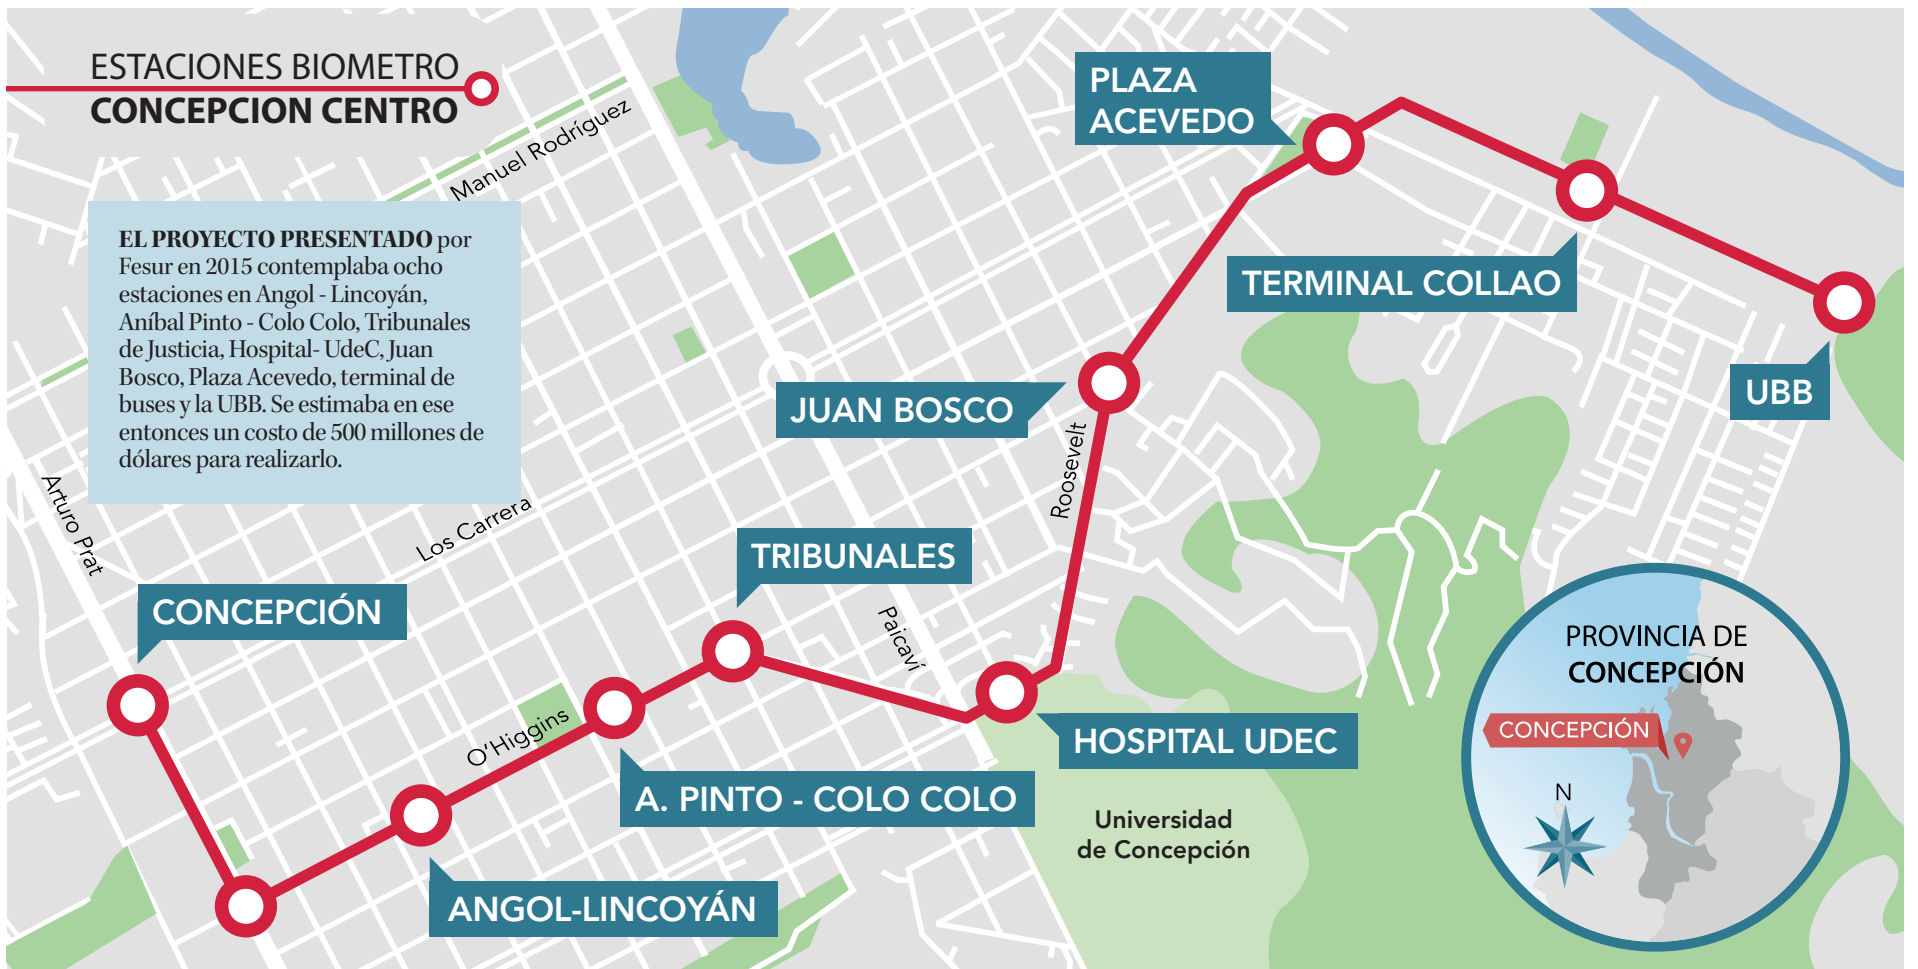 ESTACIONES BIOMETRO
CONCEPCION CENTRO
EL PROYECTO PRESENTADO por
Fesur en 2015 contemplaba ocho
estaciones en Angol - Lincoyán,
Aníbal Pinto - Colo Colo, Tribunales
de Justicia, Hospital- UdeC, Juan
Bosco, Plaza Acevedo, terminal de
buses y la UBB. Se estimaba en ese
entonces un costo de 500 millones de
dólares para realizarlo.
Manuel Rodríguez
PLAZA
ACEVEDO
TERMINAL COLLAO
UBB
JUAN BOSCO
Roosevelt
Arturo Prat
Los Carrera
TRIBUNALES
CONCEPCIÓN
Paicaví
O'Higgins
HOSPITAL UDEC
A. PINTO - COLO COLO
ANGOL-LINCOYÁN
Universidad
de Concepción
PROVINCIA DE
CONCEPCIÓN
CONCEPCIÓN
N